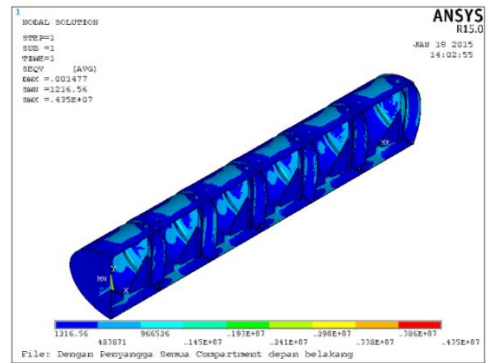 1
NODAL SOLUTION
STEP=1
SUB =1
TIME=1
SEQV (AVG)
DMX =.001477
SMN =1216.56
SMX =.435E+07
ANSYS
R15.0
JAN 18 2015
14:02:55
MN
MX
X
1216.56 966526 .193E+07 .290E+07 .386E+07
483871 .145E+07 .241E+07 .338E+07 .435E+07
File: Dengan Penyangga Semua Compartment depan belakang